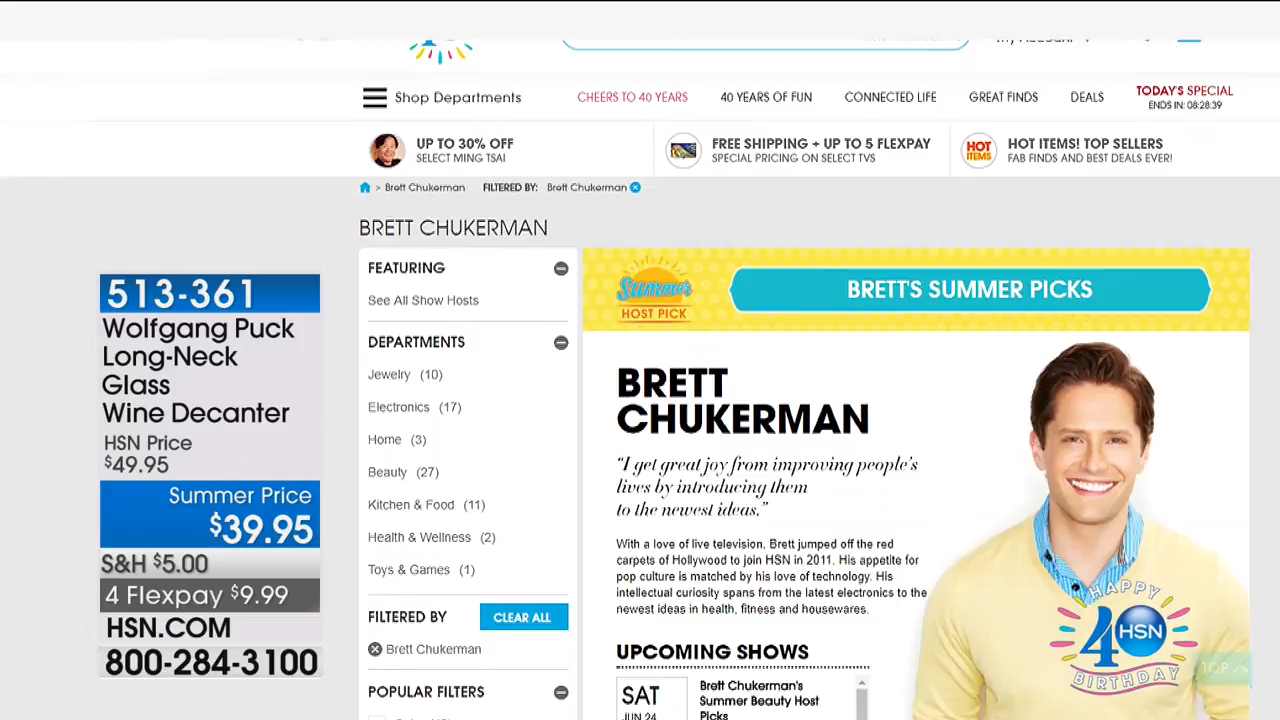 My Account
Shop Departments
CHEERS TO 40 YEARS
40 YEARS OF FUN
CONNECTED LIFE
GREAT FINDS
DEALS
TODAY'S SPECIAL
ENDS IN: 08:28:39
UP TO 30% OFF
SELECT MING TSAI
FREE SHIPPING + UP TO 5 FLEXPAY
SPECIAL PRICING ON SELECT TVS
HOT ITEMS
HOT ITEMS! TOP SELLERS
FAB FINDS AND BEST DEALS EVER!
> Brett Chukerman FILTERED BY: Brett Chukerman
BRETT CHUKERMAN
513-361
Wolfgang Puck
Long-Neck
Glass
Wine Decanter
HSN Price
$49.95
Summer Price
$39.95
S&H $5.00
4 Flexpay $9.99
HSN.COM
800-284-3100
FEATURING
See All Show Hosts
DEPARTMENTS
Jewelry (10)
Electronics (17)
Home (3)
Beauty (27)
Kitchen & Food (11)
Health & Wellness (2)
Toys & Games (1)
FILTERED BY
CLEAR ALL
Brett Chukerman
POPULAR FILTERS
Summer
HOST PICK
BRETT'S SUMMER PICKS
BRETT
CHUKERMAN
“I get great joy from improving people's
lives by introducing them
to the newest ideas.”
With a love of live television, Brett jumped off the red
carpets of Hollywood to join HSN in 2011. His appetite for
pop culture is matched by his love of technology. His
intellectual curiosity spans from the latest electronics to the
newest ideas in health, fitness and housewares.
UPCOMING SHOWS
SAT
JUN 24
Brett Chukerman's
Summer Beauty Host
Picks
HAPPY
40 HSN
BIRTHDAY
TOP